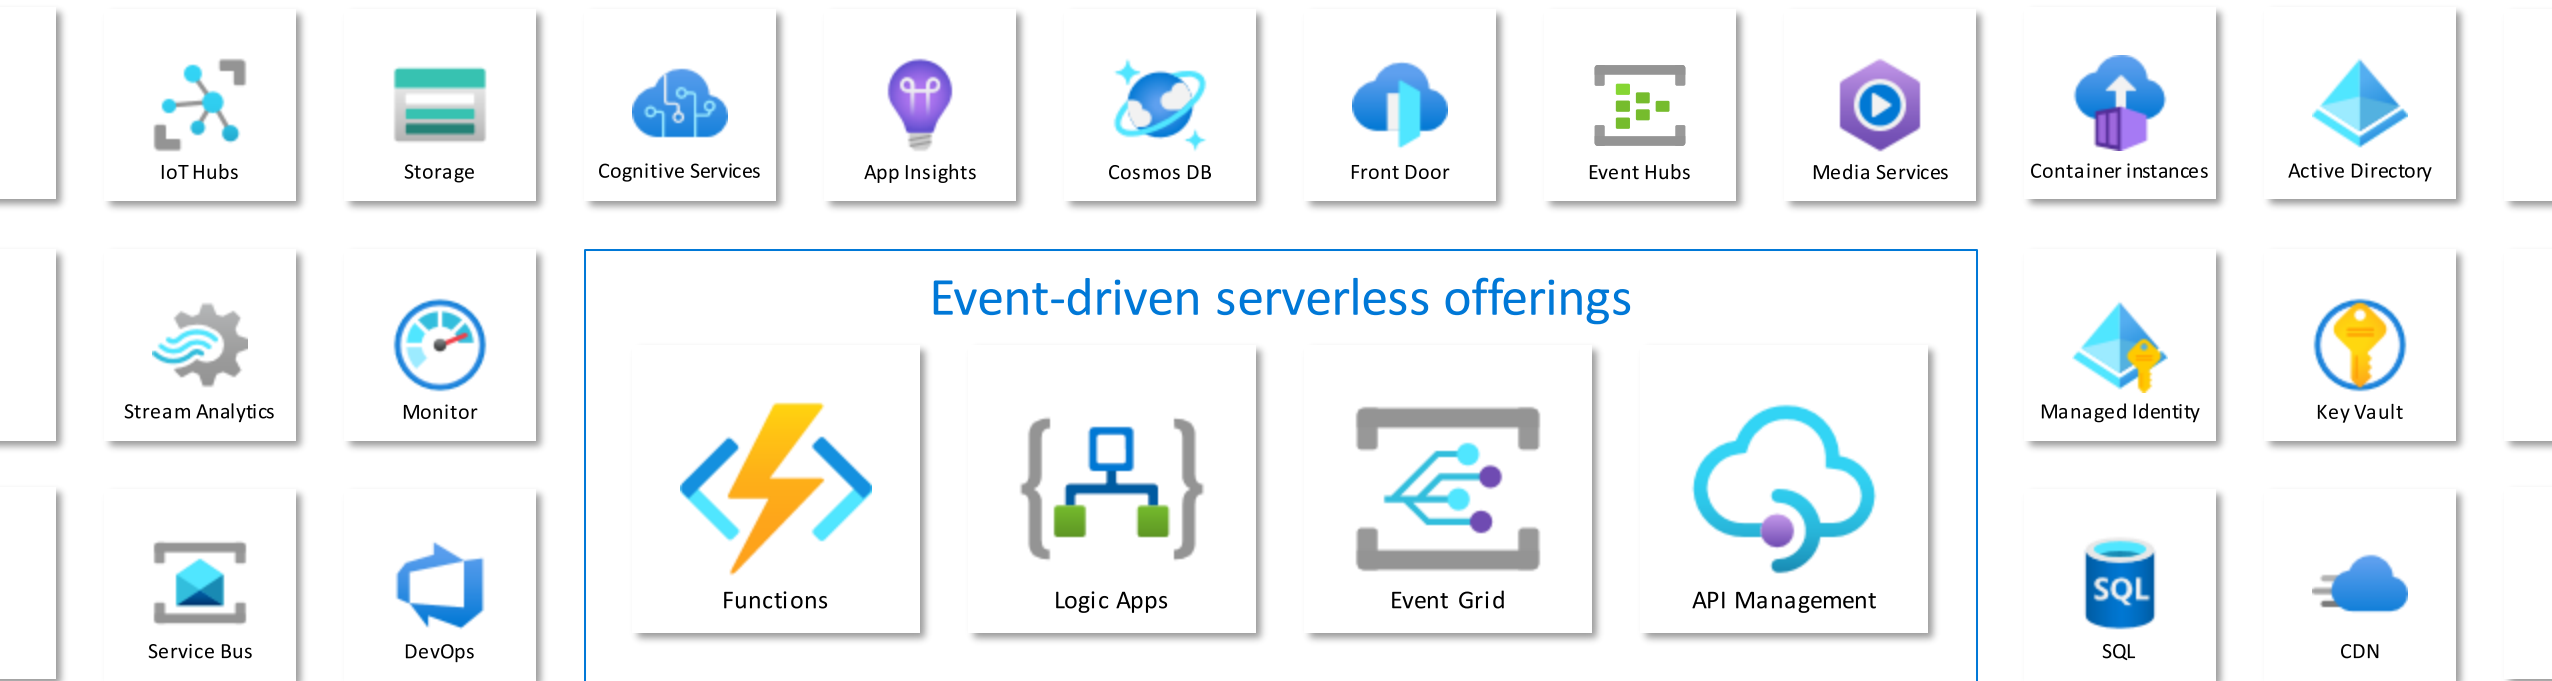 IoT Hubs
Storage
Cognitive Services
App Insights
Cosmos DB
Front Door
Event Hubs
Media Services
Container instances
Active Directory
Stream Analytics
Monitor
Event-driven serverless offerings
Managed Identity
Key Vault
Functions
Logic Apps
Event Grid
API Management
Service Bus
DevOps
SQL
SQL
CDN